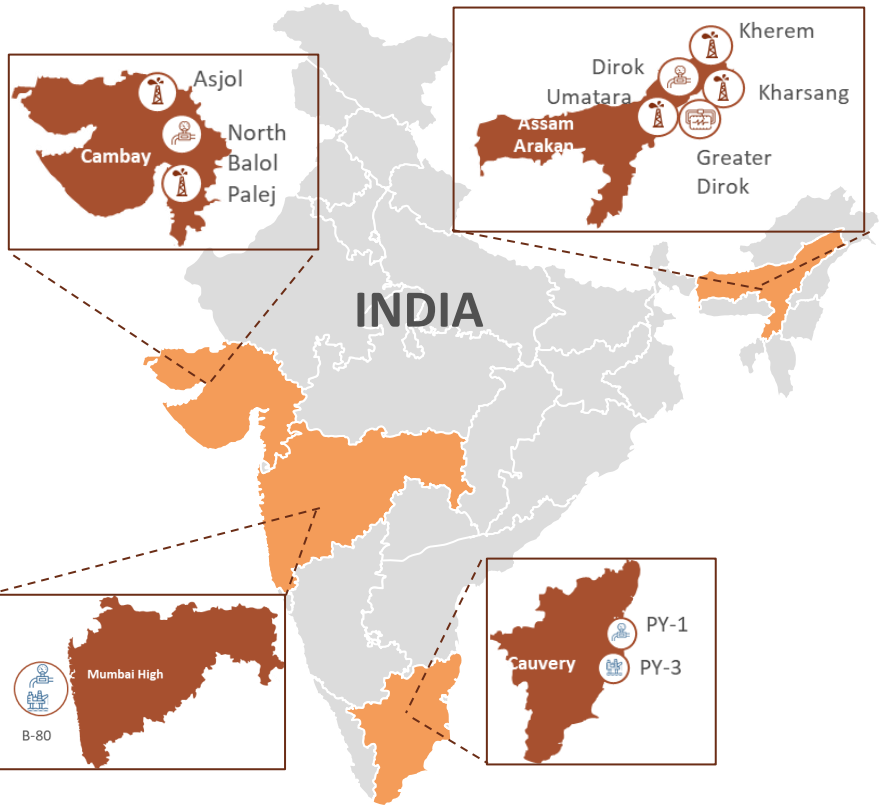 Asjol
North
Balol
Palej
Cambay
Kherem
Dirok
Umatara
Kharsang
Assam
Arakan
Greater
Dirok
INDIA
Mumbai High
B-80
Cauvery
PY-1
PY-3